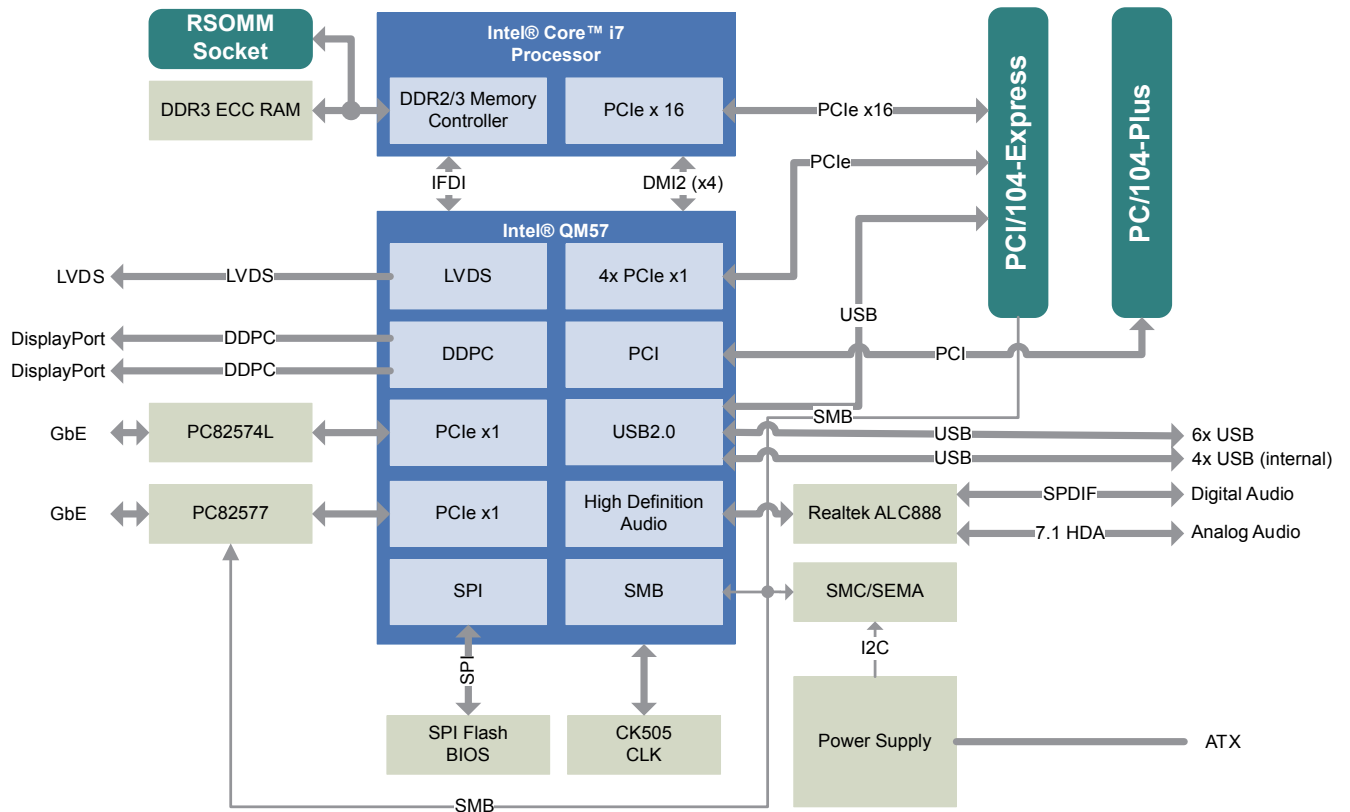 RSOMM
Socket
DDR3 ECC RAM
Intel® Core™ i7
Processor
DDR2/3 Memory
Controller
PCIe x 16
PCIe x16
PCIe
PCI/104-Express
PC/104-Plus
IFDI
DMI2 (x4)
Intel® QM57
LVDS
LVDS
LVDS
4x PCIe x1
USB
DisplayPort
DDPC
DisplayPort
DDPC
DDPC
PCI
PCI
GbE
PC82574L
PCIe x1
USB2.0
SMB
USB
6x USB
USB
4x USB (internal)
GbE
PC82577
PCIe x1
High Definition
Audio
Realtek ALC888
SPDIF
Digital Audio
7.1 HDA
Analog Audio
SPI
SMB
SMC/SEMA
SPI
I2C
SPI Flash
BIOS
CK505
CLK
Power Supply
ATX
SMB